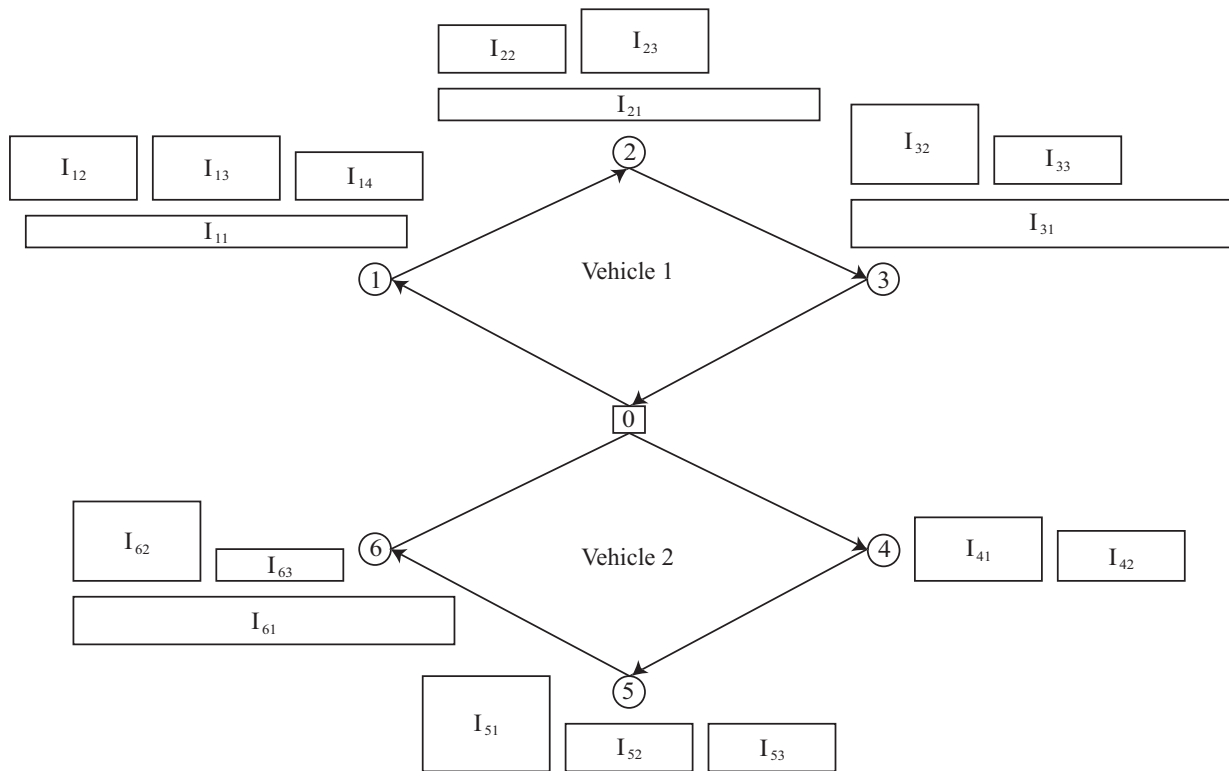 I₂₂
I₂₃
I₂₁
I₁₂
I₁₃
I₁₄
I₁₁
I₃₂
I₃₃
I₃₁
2
1
Vehicle 1
3
0
I₆₂
I₆₃
I₆₁
6
Vehicle 2
4
I₄₁
I₄₂
5
I₅₁
I₅₂
I₅₃